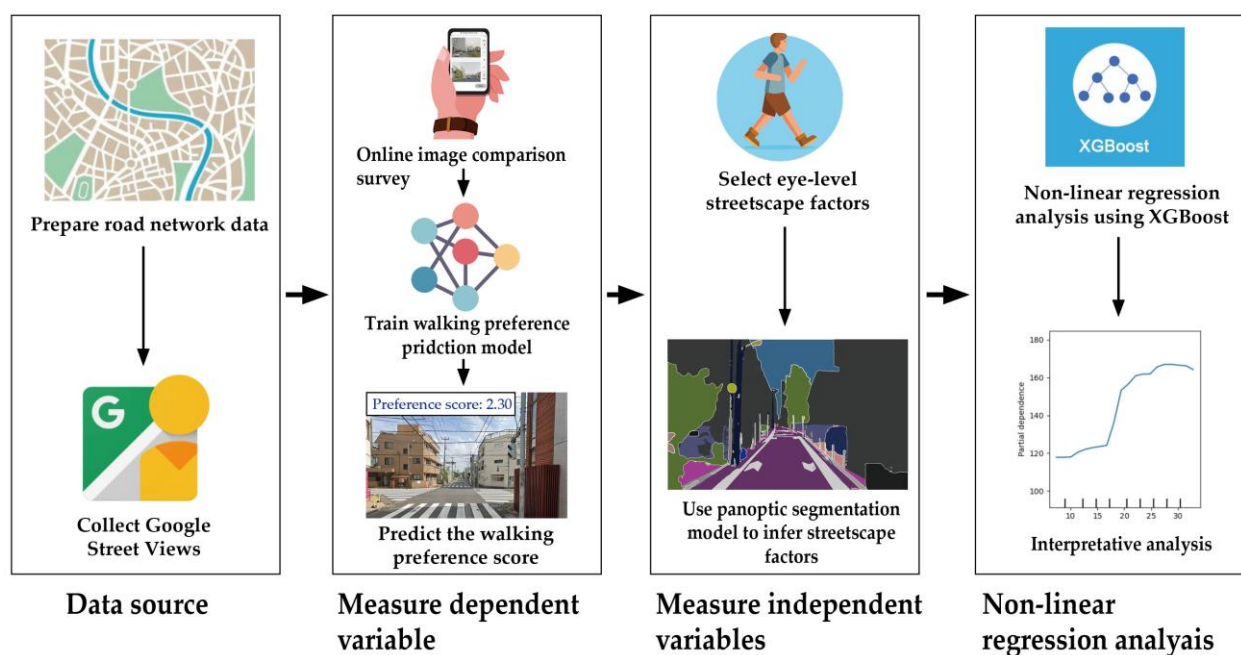 Prepare road network data
G
Collect Google
Street Views
Data source
Online image comparison
survey
Train walking preference
pridction model
Preference score: 2.30
Predict the walking
preference score
Measure dependent
variable
Select eye-level
streetscape factors
Use panoptic segmentation
model to infer streetscape
factors
Measure independent
variables
XGBoost
Non-linear regression
analysis using XGBoost
180
160
140
120
100
Partial dependence
10 15 20 25 30
Interpretative analysis
Non-linear
regression analyais